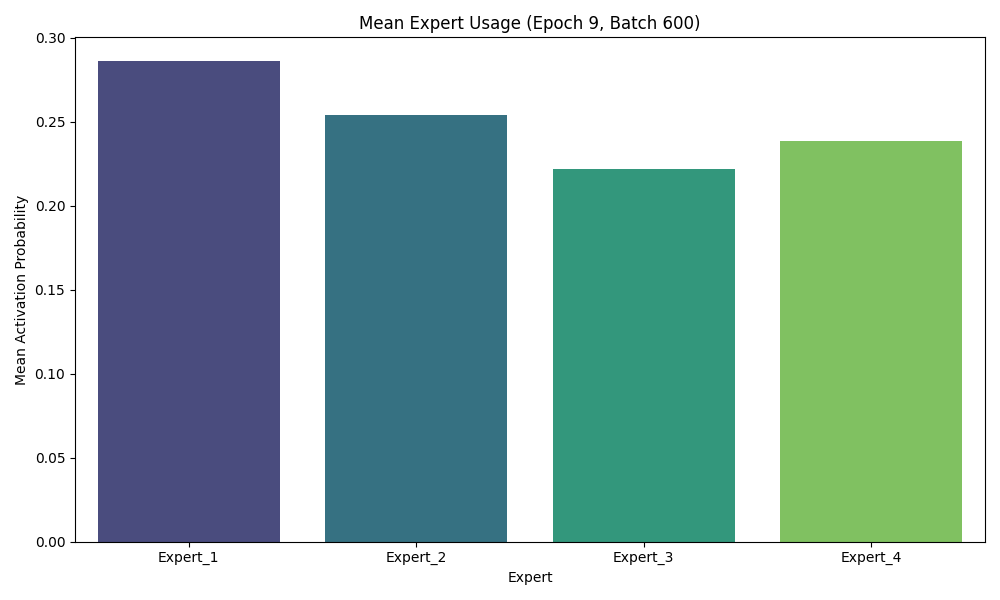 Mean Expert Usage (Epoch 9, Batch 600)
Mean Activation Probability
0.30
0.25
0.20
0.15
0.10
0.05
0.00
Expert_1 Expert_2 Expert_3 Expert_4
Expert